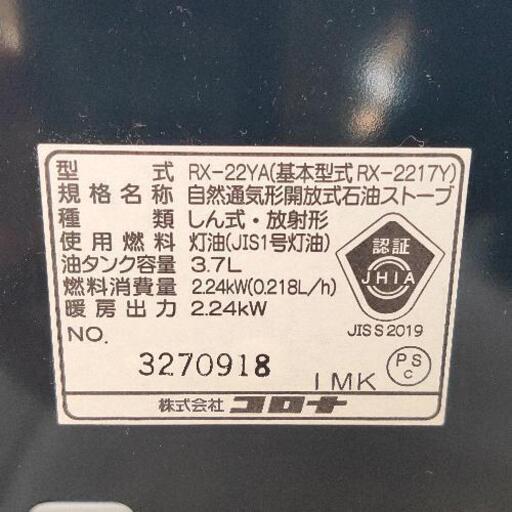 型式 RX-22YA(基本型式 RX-2217Y)
規格名称 自然通気形開放式石油ストーブ
種類 しん式・放射形
使用燃料 灯油(JIS1号灯油)
油タンク容量 3.7L
燃料消費量 2.24kW(0.218L/h)
暖房出力 2.24kW
認証
JHIA
JIS S 2019
NO.
3270918
1MK
PS
C
株式会社 コロナ